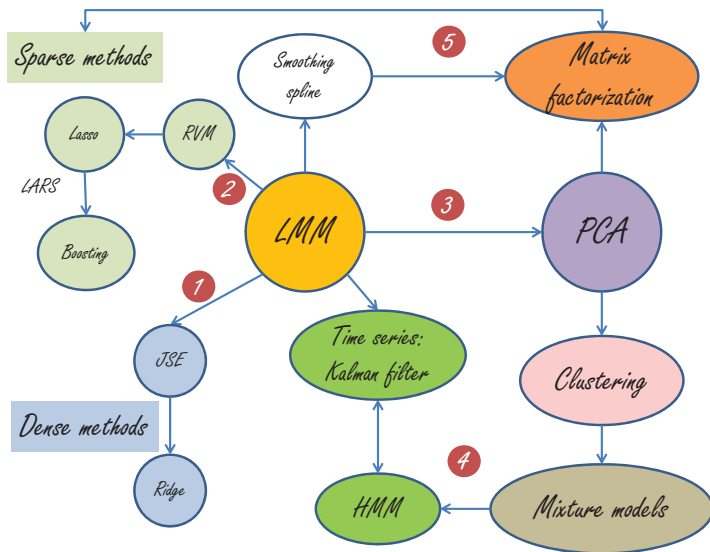 5
Sparse methods
Smoothing
spline
Matrix
factorization
Lasso
RVM
LARS
2
3
LMM
PCA
Boosting
1
Time series:
Kalman filter
JSE
Clustering
Dense methods
4
Ridge
HMM
Mixture models